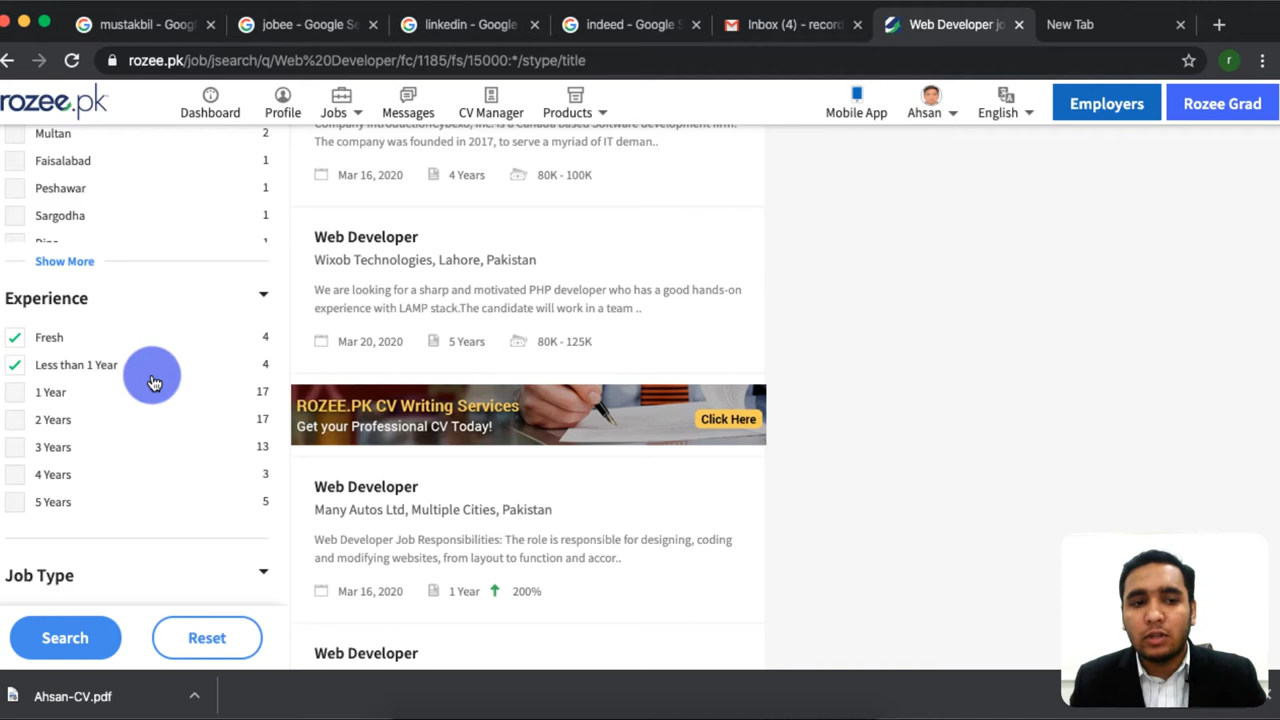 mustakbil - Googl
jobee - Google Se
linkedin - Google
indeed - Google S
Inbox (4) - record
Web Developer jo
New Tab
rozee.pk/job/jsearch/q/Web%20Developer/fc/1185/fs/15000:*/stype/title
r
rozee.pk
Dashboard
Profile
Jobs
Messages
CV Manager
Products
Mobile App
Ahsan
English
Employers
Rozee Grad
Multan 2
Faisalabad 1
Peshawar 1
Sargodha 1
Show More
Experience
Fresh 4
Less than 1 Year 4
1 Year 17
2 Years 17
3 Years 13
4 Years 3
5 Years 5
Job Type
Search
Reset
The company was founded in 2017, to serve a myriad of IT deman..
Mar 16, 2020 4 Years 80K - 100K
Web Developer
Wixob Technologies, Lahore, Pakistan
We are looking for a sharp and motivated PHP developer who has a good hands-on
experience with LAMP stack.The candidate will work in a team ..
Mar 20, 2020 5 Years 80K - 125K
ROZEE.PK CV Writing Services
Get your Professional CV Today!
Click Here
Web Developer
Many Autos Ltd, Multiple Cities, Pakistan
Web Developer Job Responsibilities: The role is responsible for designing, coding
and modifying websites, from layout to function and accor..
Mar 16, 2020 1 Year 200%
Web Developer
Ahsan-CV.pdf